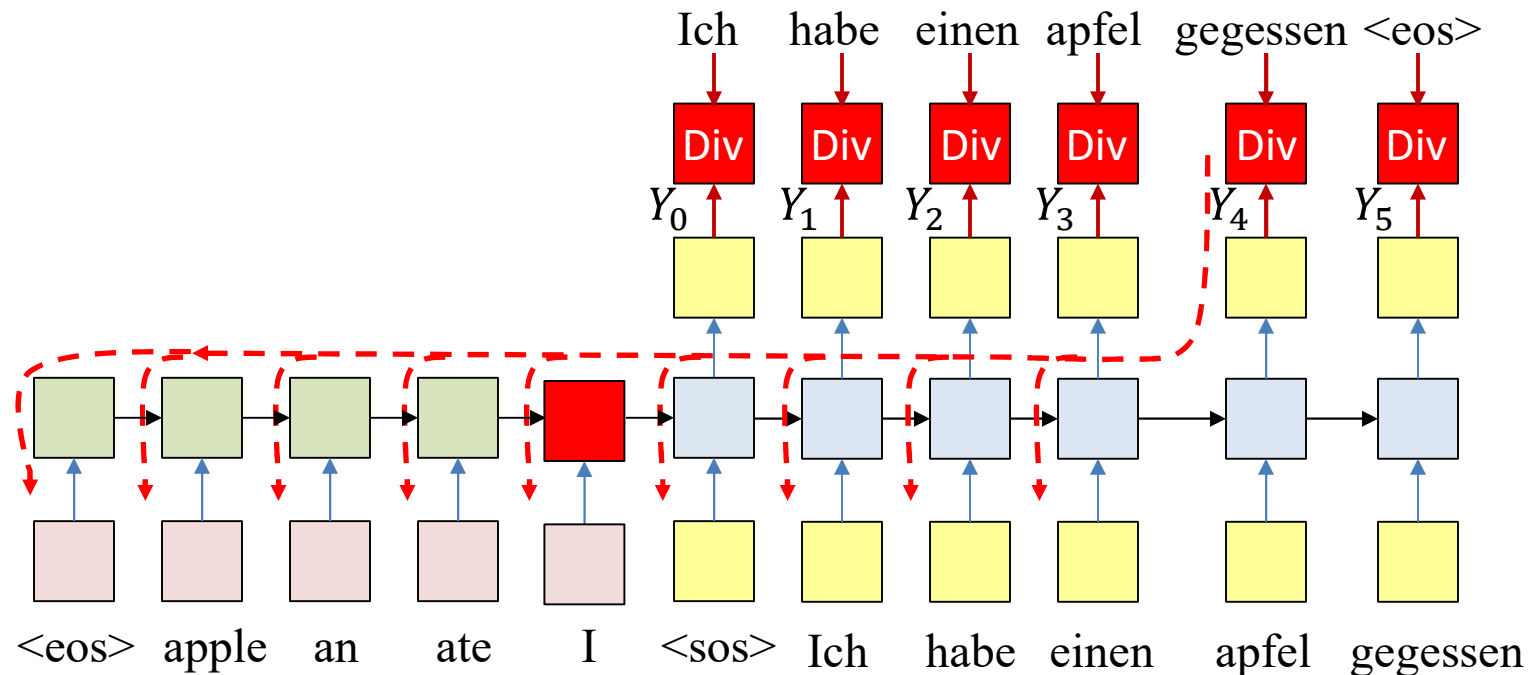 Ich habe einen apfel gegessen <eos>
Div Div Div Div Div Div
Y₀ Y₁ Y₂ Y₃ Y₄ Y₅
<eos> apple an ate I <sos> Ich habe einen apfel gegessen